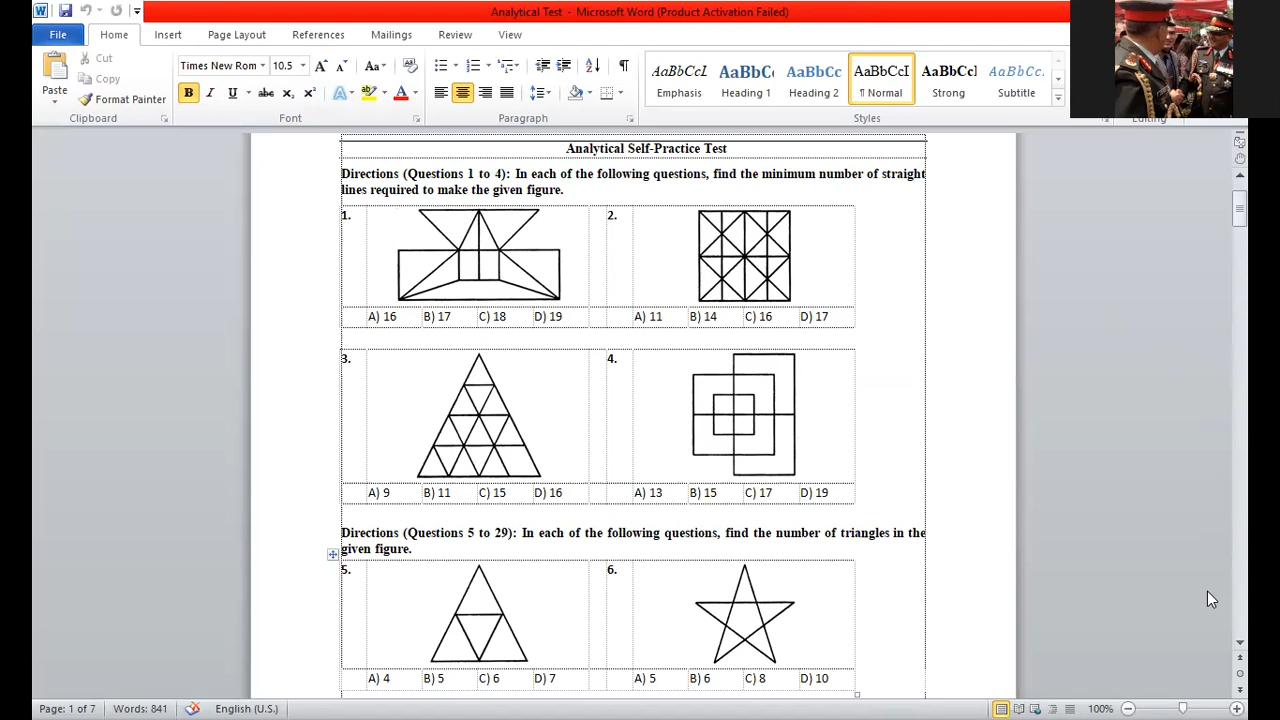 Analytical Test - Microsoft Word (Product Activation Failed)
File Home Insert Page Layout References Mailings Review View
Cut
Copy
Format Painter
Paste
Clipboard
Times New Rom 10.5
Font
Paragraph
AaBbCcI AaBbCc AaBbCc AaBbCcI AaBbCcI AaBbCc
Emphasis Heading 1 Heading 2 ¶ Normal Strong Subtitle
Styles
Editing
Analytical Self-Practice Test
Directions (Questions 1 to 4): In each of the following questions, find the minimum number of straight
lines required to make the given figure.
1. 2.
A) 16 B) 17 C) 18 D) 19 A) 11 B) 14 C) 16 D) 17
3. 4.
A) 9 B) 11 C) 15 D) 16 A) 13 B) 15 C) 17 D) 19
Directions (Questions 5 to 29): In each of the following questions, find the number of triangles in the
given figure.
5. 6.
A) 4 B) 5 C) 6 D) 7 A) 5 B) 6 C) 8 D) 10
Page: 1 of 7 Words: 841 English (U.S.) 100%